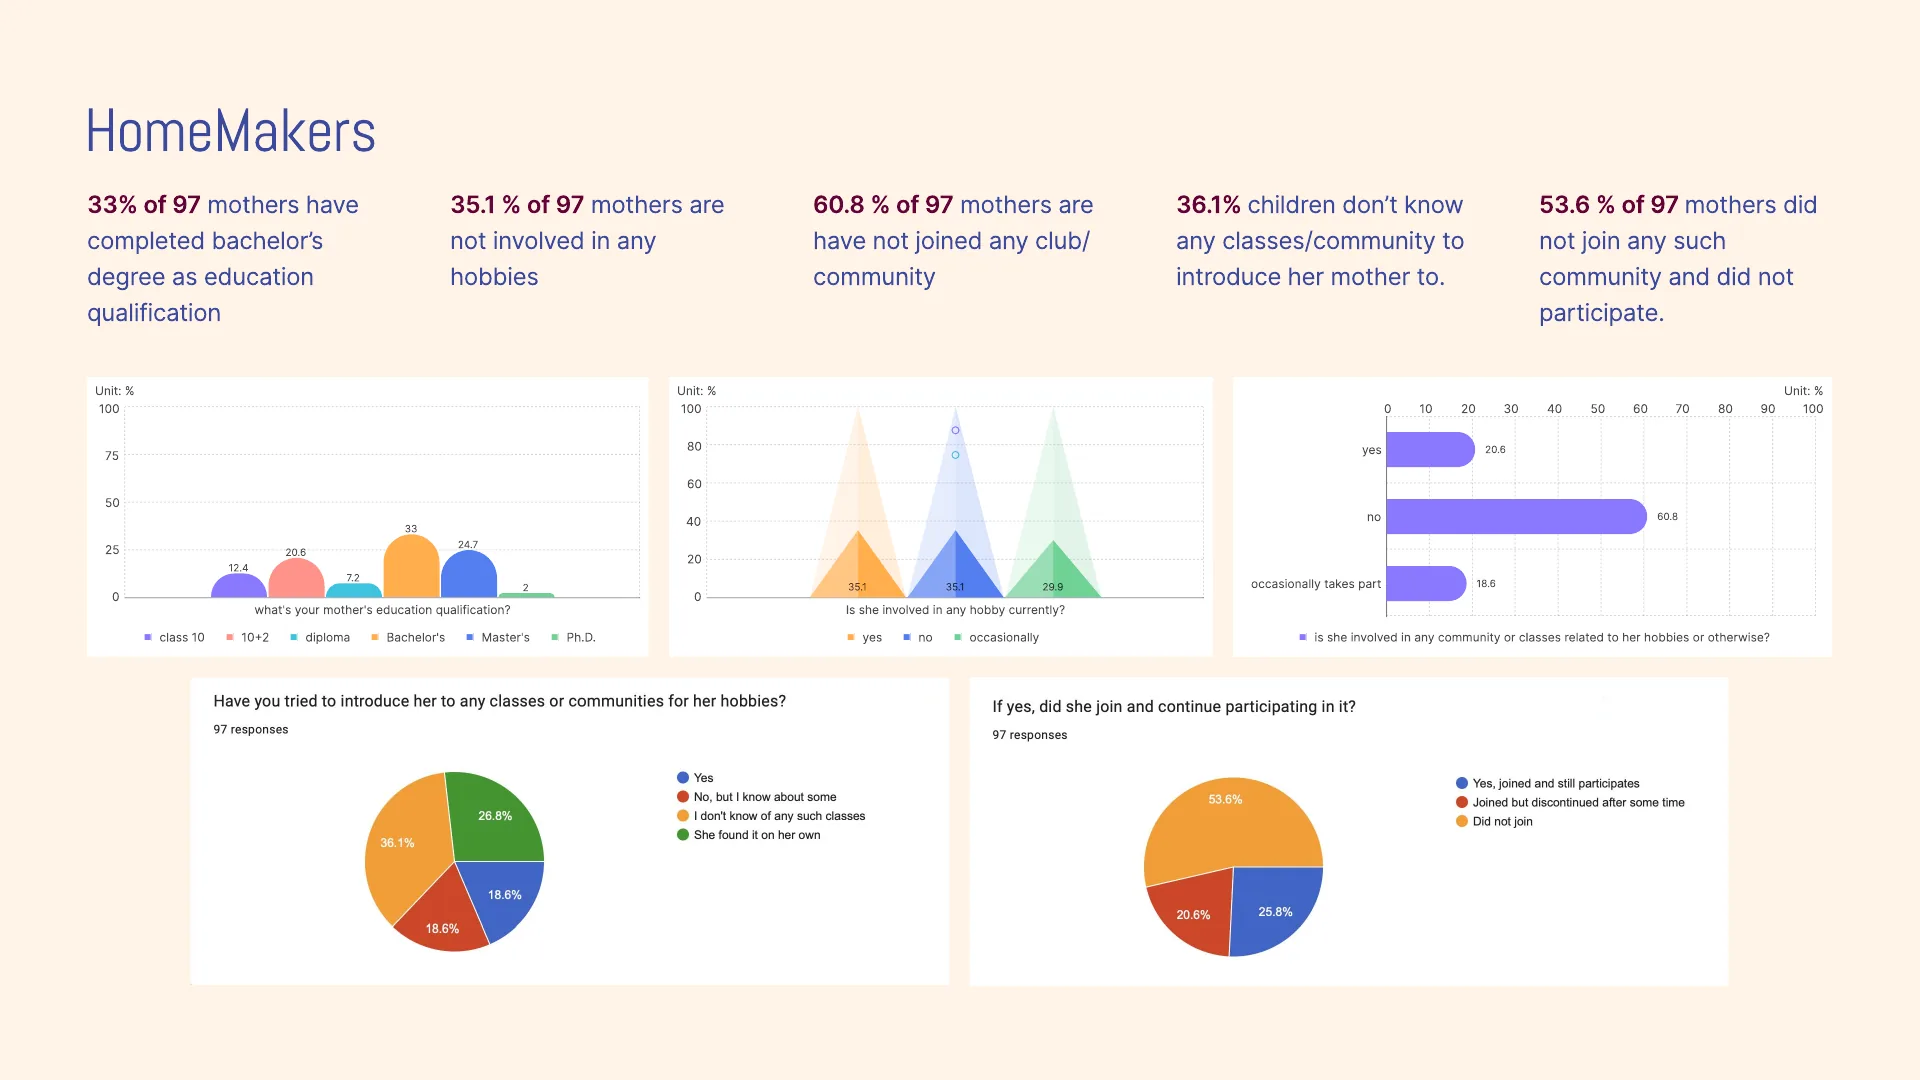 HomeMakers
33% of 97 mothers have
completed bachelor’s
degree as education
qualification
35.1 % of 97 mothers are
not involved in any
hobbies
60.8 % of 97 mothers are
have not joined any club/
community
36.1% children don’t know
any classes/community to
introduce her mother to.
53.6 % of 97 mothers did
not join any such
community and did not
participate.
Unit: %
100
75
50
25
0
12.4
20.6
7.2
33
24.7
2
what's your mother's education qualification?
class 10 10+2 diploma Bachelor's Master's Ph.D.
Unit: %
100
80
60
40
20
0
35.1 35.1 29.9
Is she involved in any hobby currently?
yes no occasionally
Unit: %
0 10 20 30 40 50 60 70 80 90 100
yes 20.6
no 60.8
occasionally takes part 18.6
is she involved in any community or classes related to her hobbies or otherwise?
Have you tried to introduce her to any classes or communities for her hobbies?
97 responses
26.8%
36.1%
18.6%
18.6%
Yes
No, but I know about some
I don't know of any such classes
She found it on her own
If yes, did she join and continue participating in it?
97 responses
53.6%
20.6%
25.8%
Yes, joined and still participates
Joined but discontinued after some time
Did not join